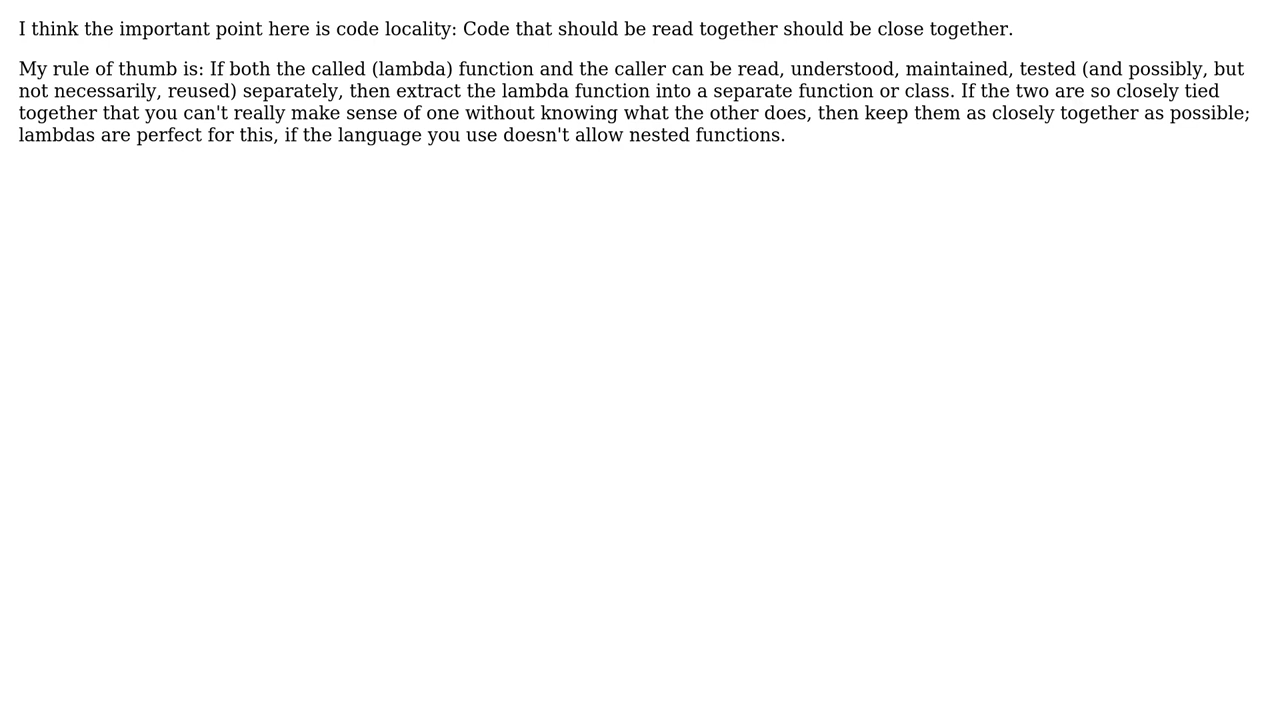 I think the important point here is code locality: Code that should be read together should be close together.
My rule of thumb is: If both the called (lambda) function and the caller can be read, understood, maintained, tested (and possibly, but
not necessarily, reused) separately, then extract the lambda function into a separate function or class. If the two are so closely tied
together that you can't really make sense of one without knowing what the other does, then keep them as closely together as possible;
lambdas are perfect for this, if the language you use doesn't allow nested functions.